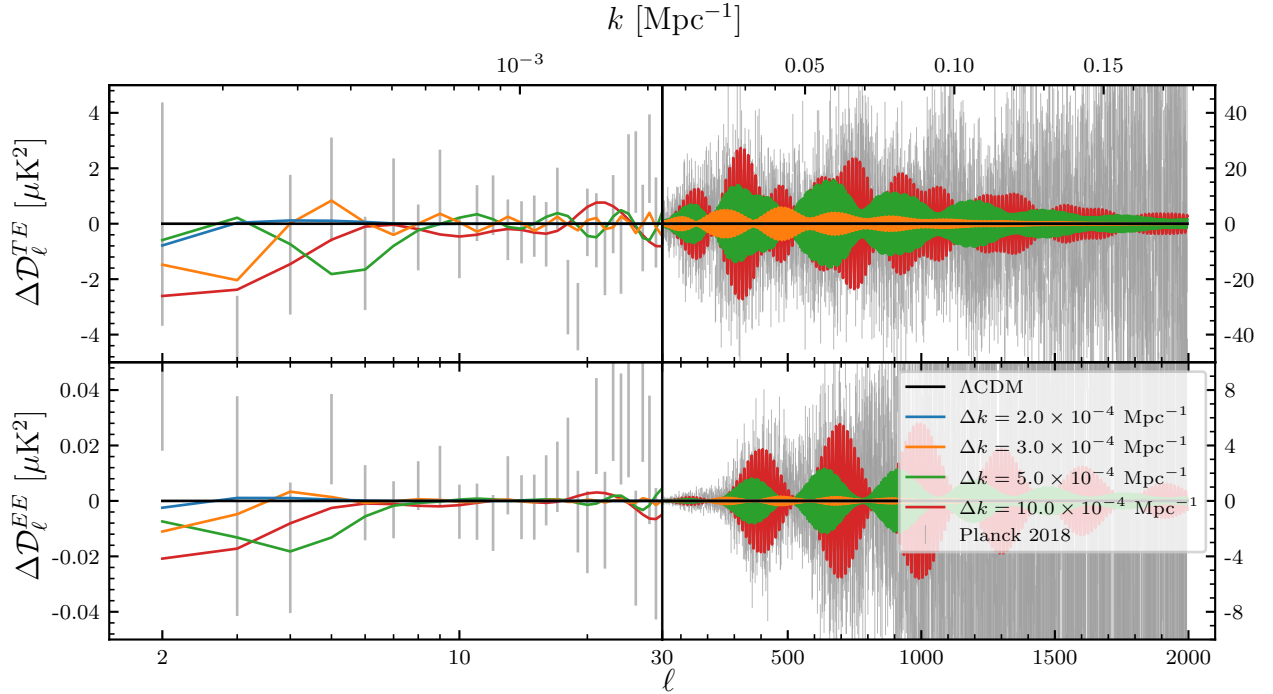 k [Mpc⁻¹]
10⁻³ 0.05 0.10 0.15
ΔD_ℓ^TE [μK²]
4
2
0
-2
-4
40
20
0
-20
-40
ΔD_ℓ^EE [μK²]
0.04
0.02
0
-0.02
-0.04
8
4
0
-4
-8
ΛCDM
Δk = 2.0 × 10⁻⁴ Mpc⁻¹
Δk = 3.0 × 10⁻⁴ Mpc⁻¹
Δk = 5.0 × 10⁻⁴ Mpc⁻¹
Δk = 10.0 × 10⁻⁴ Mpc⁻¹
Planck 2018
2 10 30 500 1000 1500 2000
ℓ